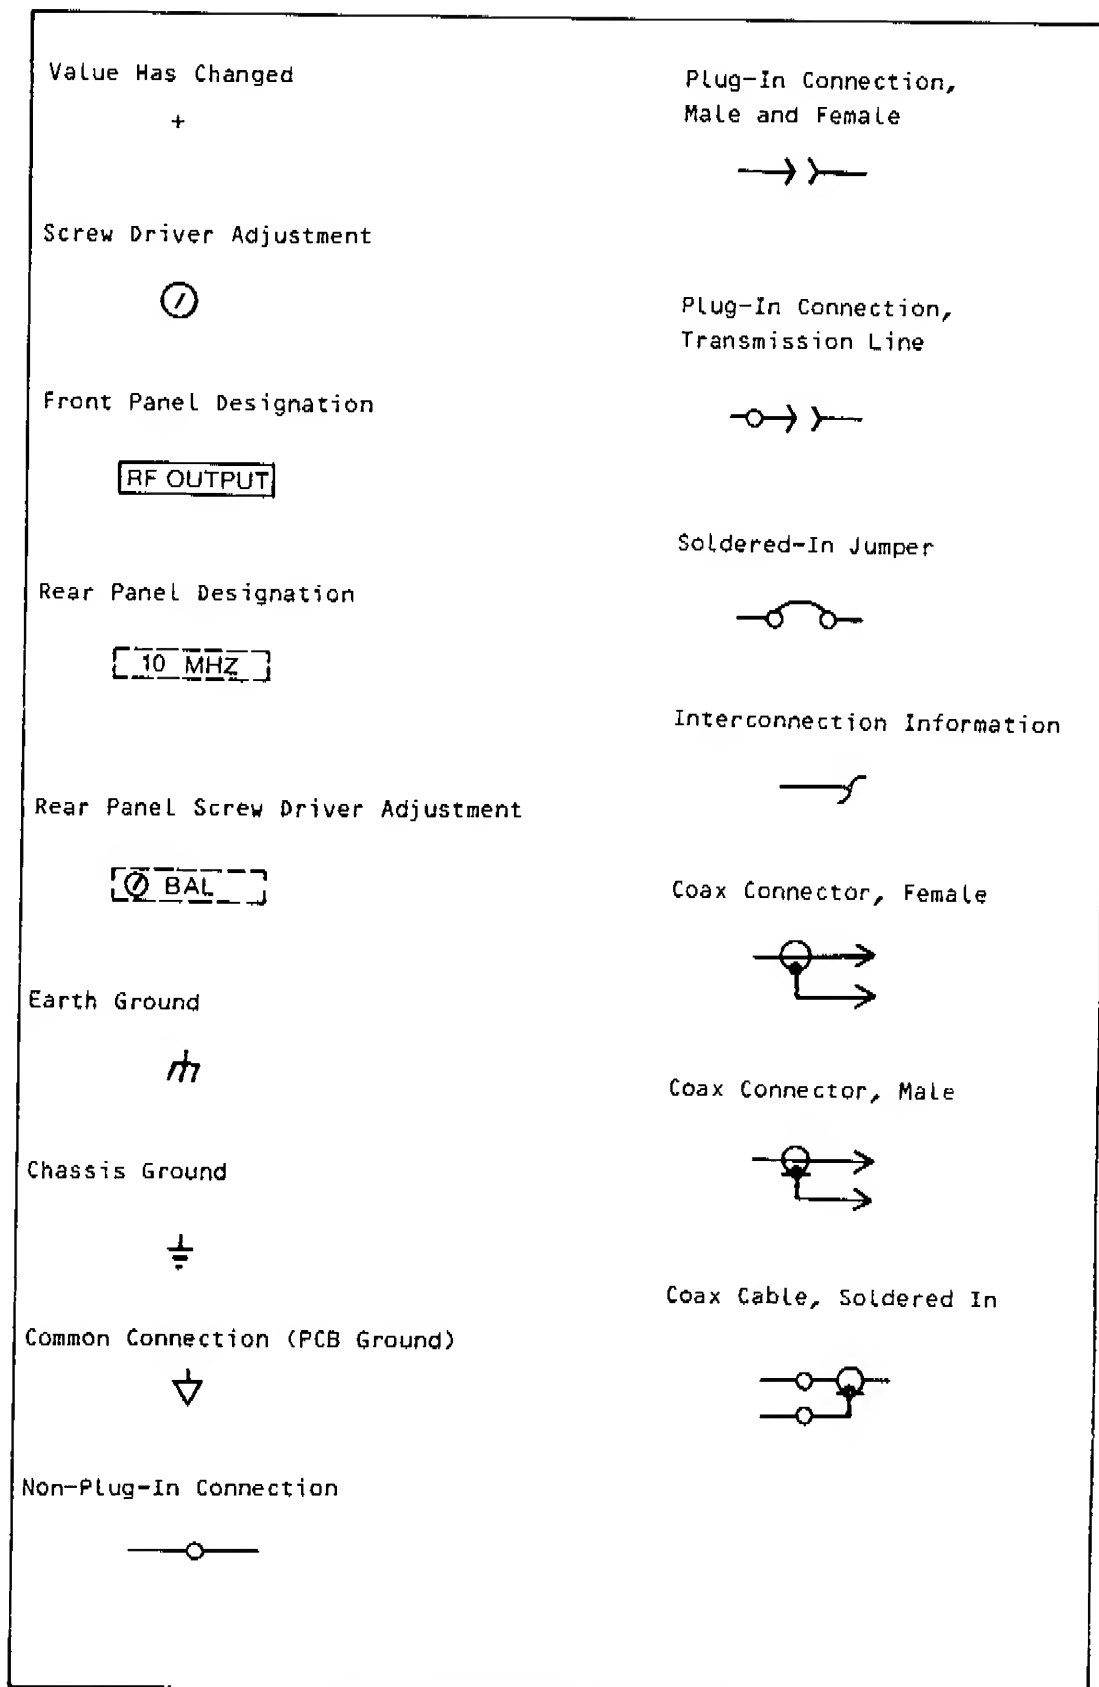 Value Has Changed
+
Screw Driver Adjustment
Front Panel Designation
RF OUTPUT
Rear Panel Designation
10 MHZ
Rear Panel Screw Driver Adjustment
BAL
Earth Ground
Chassis Ground
Common Connection (PCB Ground)
Non-Plug-In Connection
Plug-In Connection,
Male and Female
Plug-In Connection,
Transmission Line
Soldered-In Jumper
Interconnection Information
Coax Connector, Female
Coax Connector, Male
Coax Cable, Soldered In